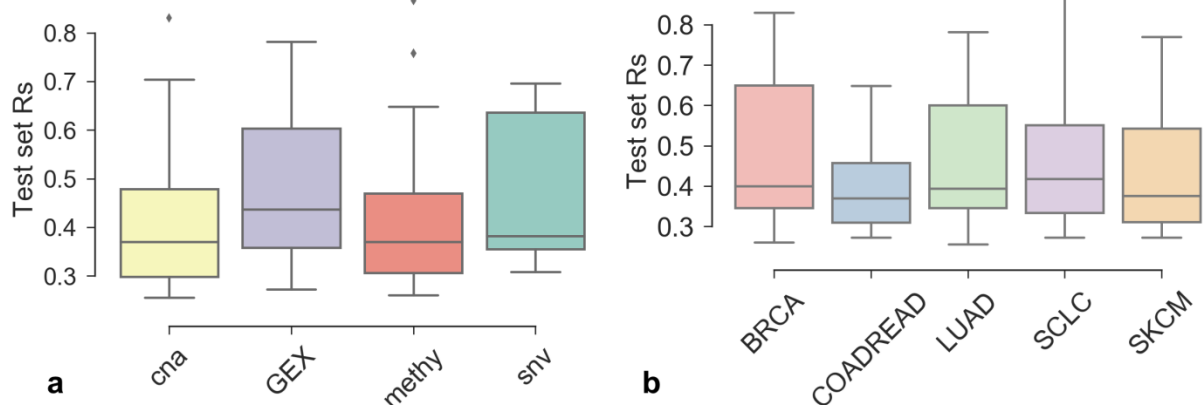 Test set Rs
0.8
0.7
0.6
0.5
0.4
0.3
cna
GEX
methy
snv
a
Test set Rs
0.8
0.7
0.6
0.5
0.4
0.3
BRCA
COADREAD
LUAD
SCLC
SKCM
b